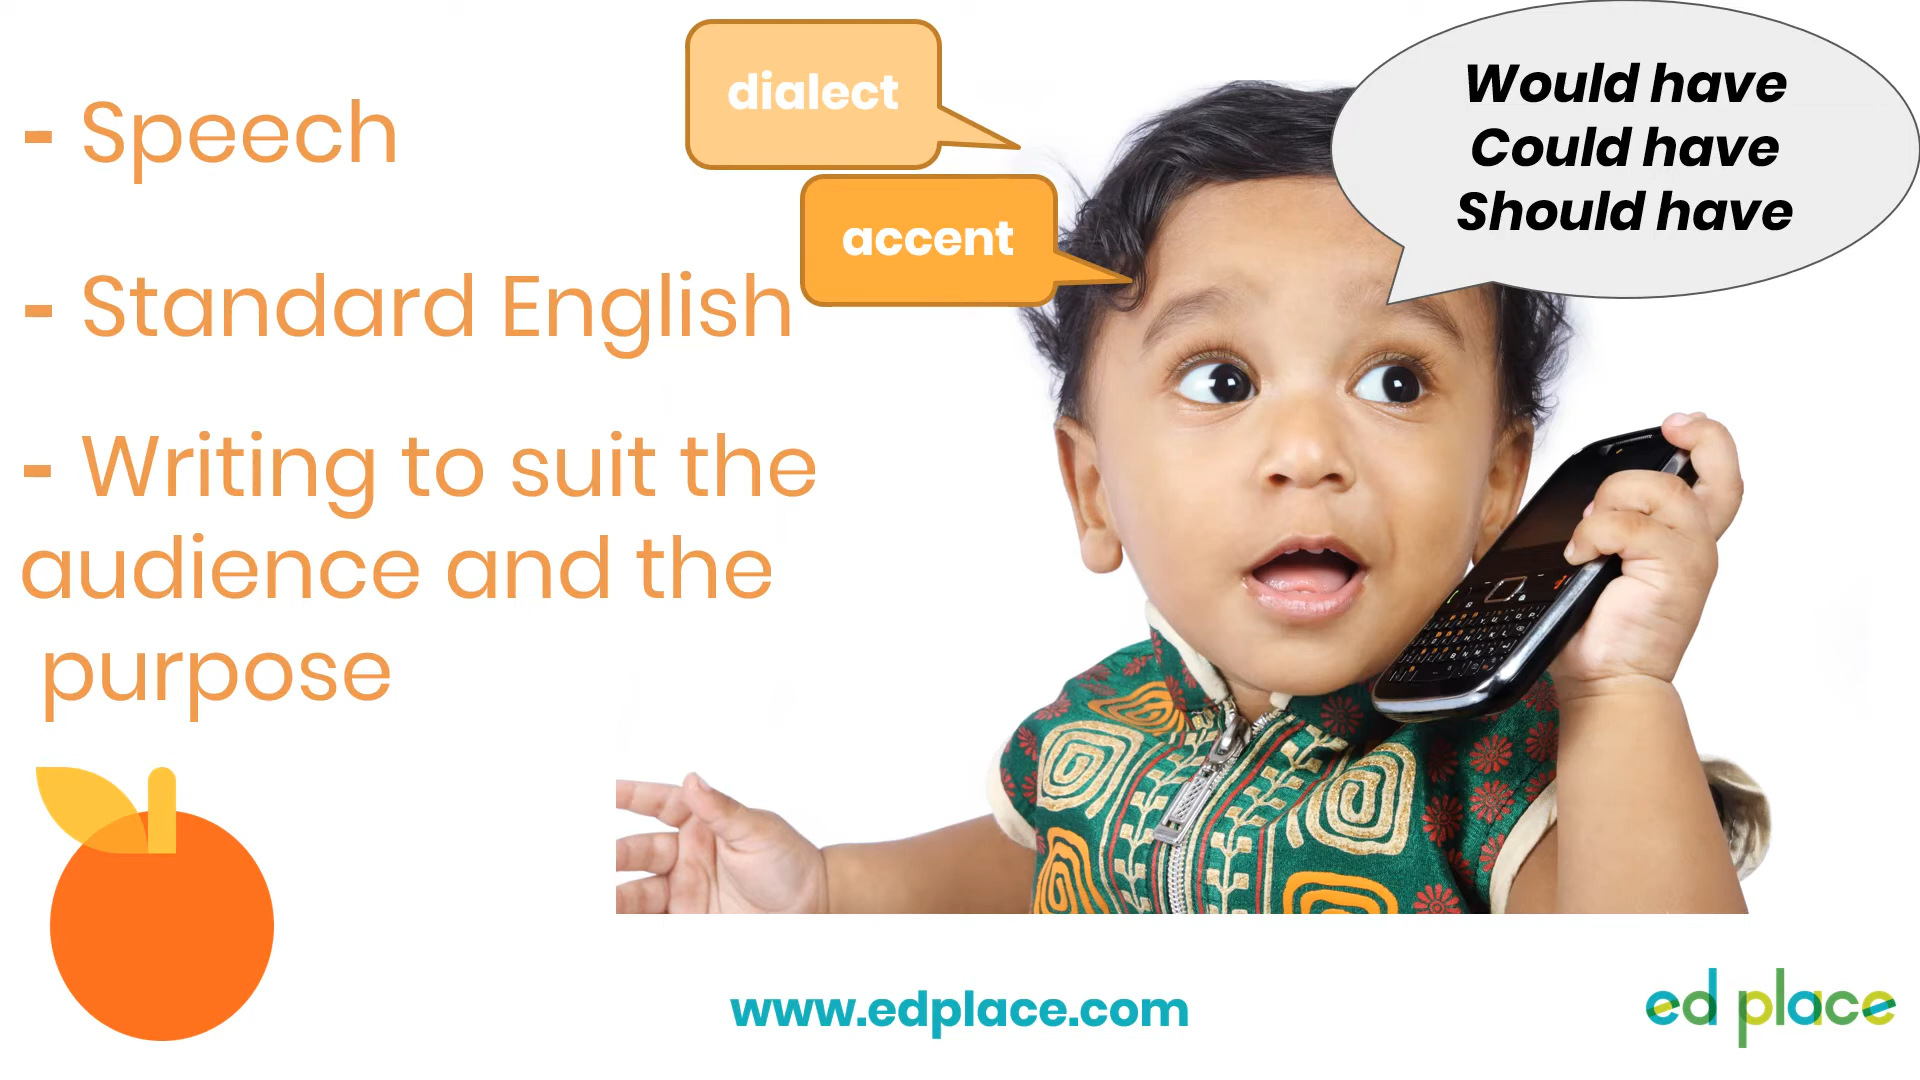 - Speech
- Standard English
- Writing to suit the
audience and the
purpose
dialect
accent
Would have
Could have
Should have
www.edplace.com
ed place